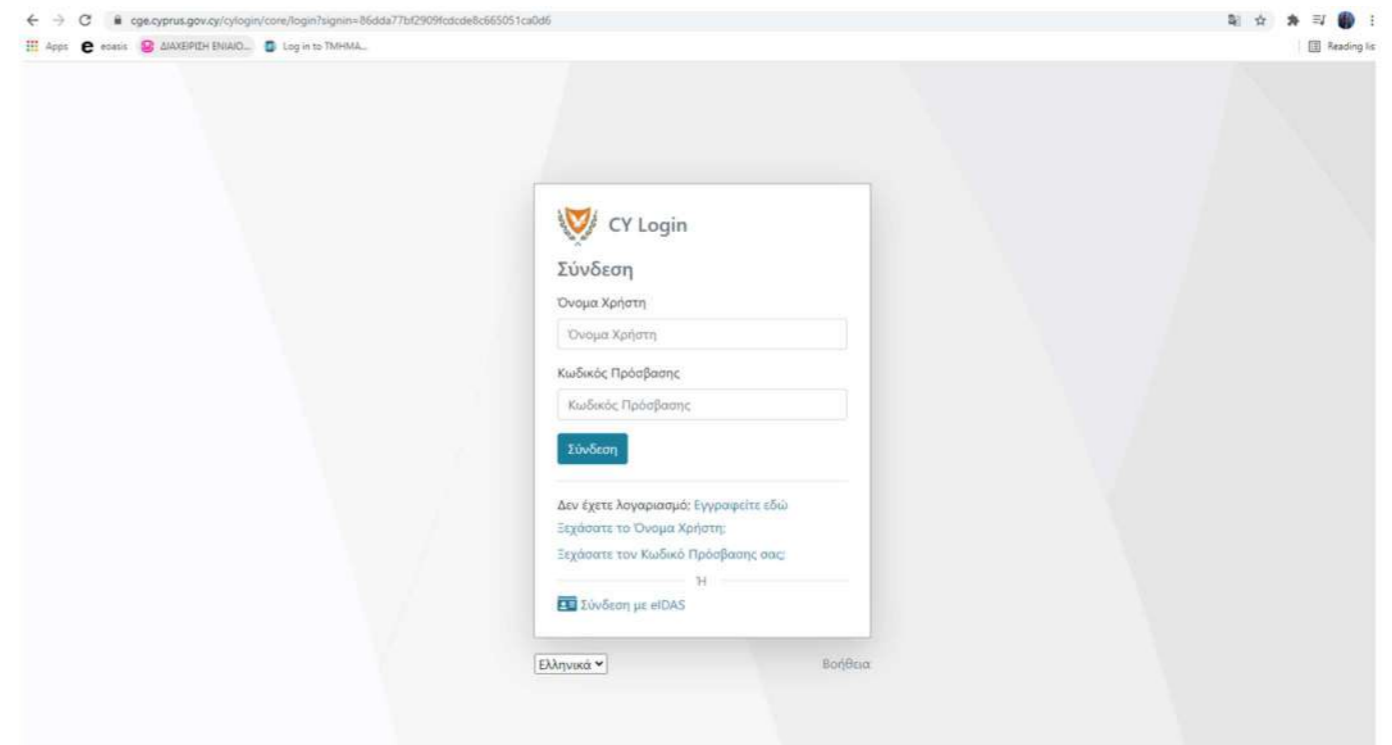 cge.cyprus.gov.cy/cylogin/core/login?signin=86dda77bf2909fcdcde8c665051ca0d6
Apps eoasis ΔΙΑΧΕΙΡΙΣΗ ΕΝΙΑΙΟ... Log in to TMHMA... Reading lis
CY Login
Σύνδεση
Όνομα Χρήστη
Όνομα Χρήστη
Κωδικός Πρόσβασης
Κωδικός Πρόσβασης
Σύνδεση
Δεν έχετε λογαριασμό; Εγγραφείτε εδώ
Ξεχάσατε το Όνομα Χρήστη;
Ξεχάσατε τον Κωδικό Πρόσβασης σας;
Ή
Σύνδεση με eIDAS
Ελληνικά Βοήθεια